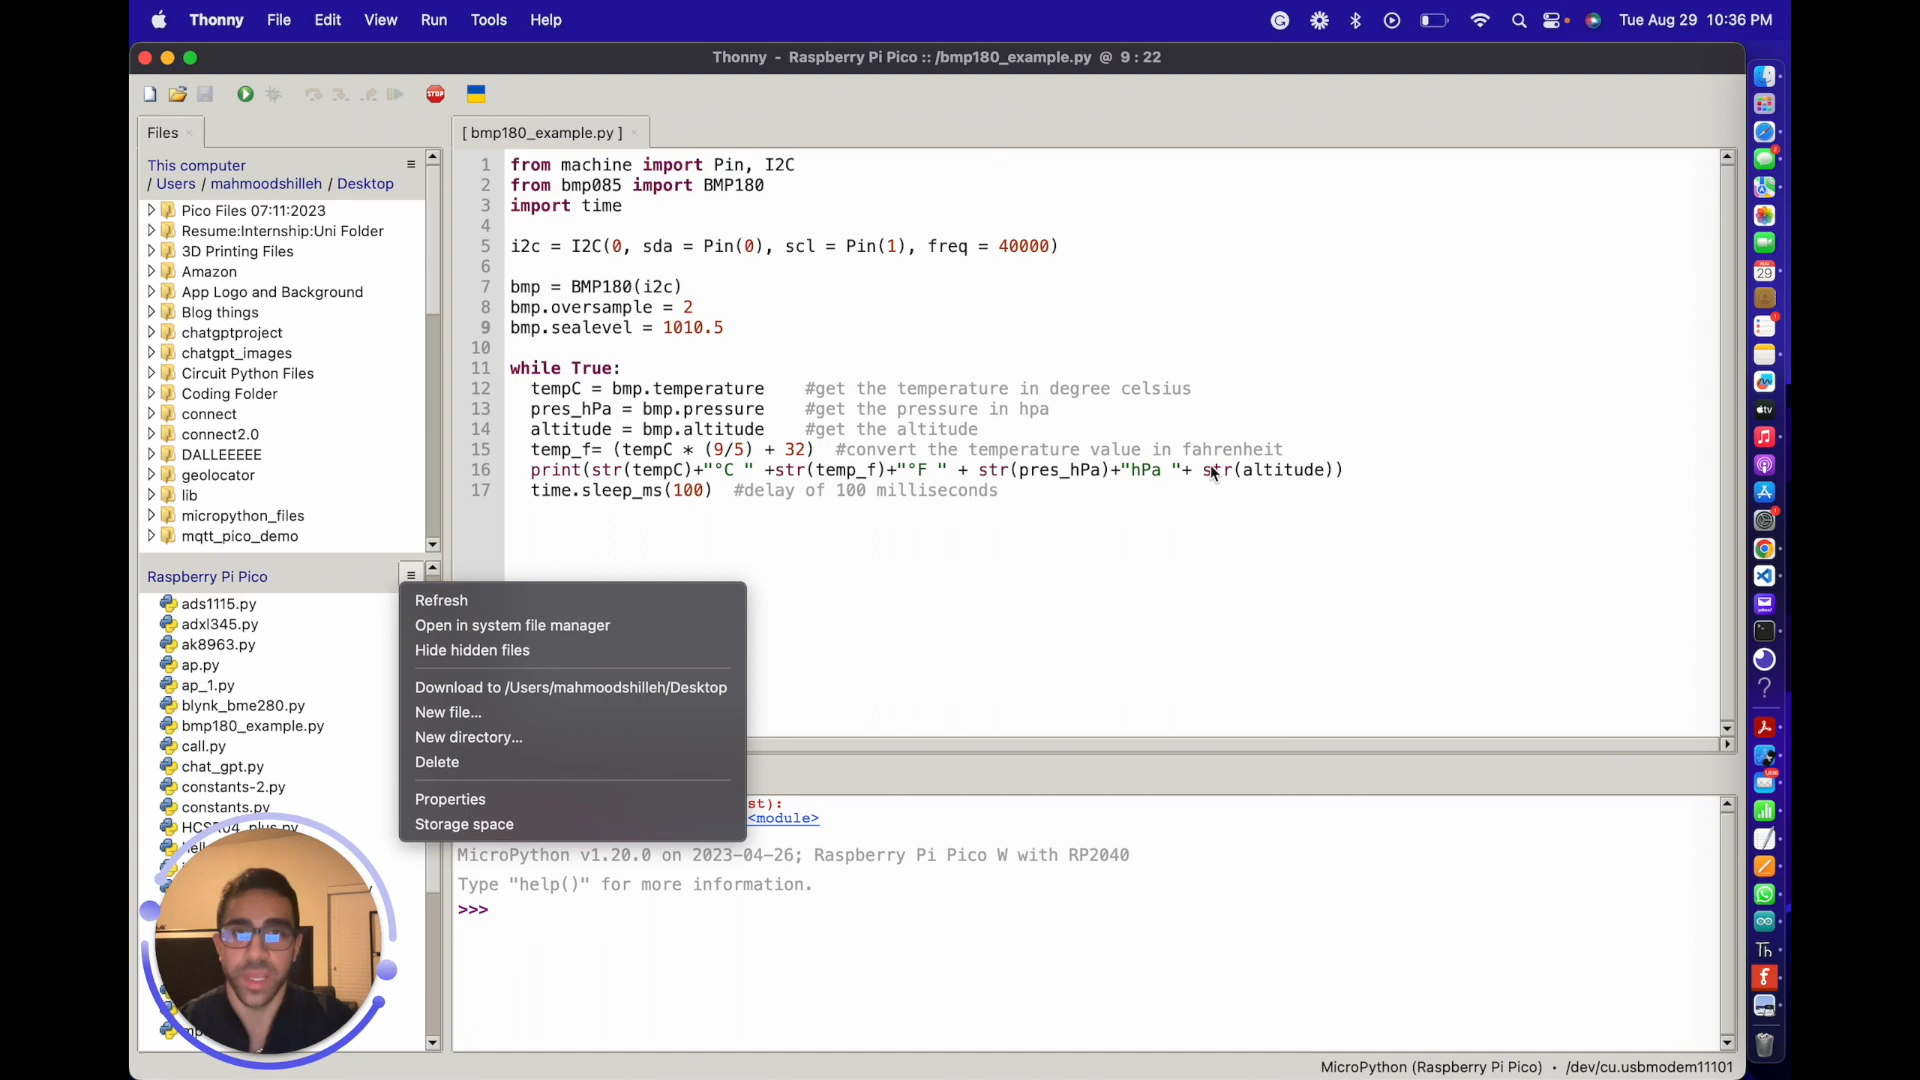 Thonny File Edit View Run Tools Help Tue Aug 29 10:36 PM
Thonny - Raspberry Pi Pico :: /bmp180_example.py @ 9 : 22
STOP
Files
[ bmp180_example.py ]
This computer
/ Users / mahmoodshilleh / Desktop
Pico Files 07:11:2023
Resume:Internship:Uni Folder
3D Printing Files
Amazon
App Logo and Background
Blog things
chatgptproject
chatgpt_images
Circuit Python Files
Coding Folder
connect
connect2.0
DALLEEEEE
geolocator
lib
micropython_files
mqtt_pico_demo
Raspberry Pi Pico
ads1115.py
adxl345.py
ak8963.py
ap.py
ap_1.py
blynk_bme280.py
bmp180_example.py
call.py
chat_gpt.py
constants-2.py
constants.py
HCSR04_plus.py
1 from machine import Pin, I2C
2 from bmp085 import BMP180
3 import time
4
5 i2c = I2C(0, sda = Pin(0), scl = Pin(1), freq = 40000)
6
7 bmp = BMP180(i2c)
8 bmp.oversample = 2
9 bmp.sealevel = 1010.5
10
11 while True:
12 tempC = bmp.temperature #get the temperature in degree celsius
13 pres_hPa = bmp.pressure #get the pressure in hpa
14 altitude = bmp.altitude #get the altitude
15 temp_f= (tempC * (9/5) + 32) #convert the temperature value in fahrenheit
16 print(str(tempC)+"°C " +str(temp_f)+"°F " + str(pres_hPa)+"hPa "+ str(altitude))
17 time.sleep_ms(100) #delay of 100 milliseconds
Refresh
Open in system file manager
Hide hidden files
Download to /Users/mahmoodshilleh/Desktop
New file...
New directory...
Delete
Properties
Storage space
st):
<module>
MicroPython v1.20.0 on 2023-04-26; Raspberry Pi Pico W with RP2040
Type "help()" for more information.
>>>
MicroPython (Raspberry Pi Pico) • /dev/cu.usbmodem11101